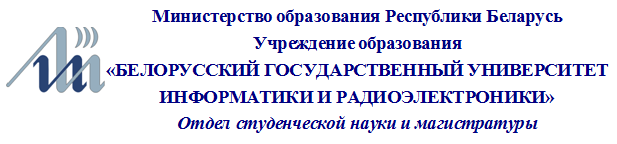 Министерство образования Республики Беларусь
Учреждение образования
«БЕЛОРУССКИЙ ГОСУДАРСТВЕННЫЙ УНИВЕРСИТЕТ
ИНФОРМАТИКИ И РАДИОЭЛЕКТРОНИКИ»
Отдел студенческой науки и магистратуры